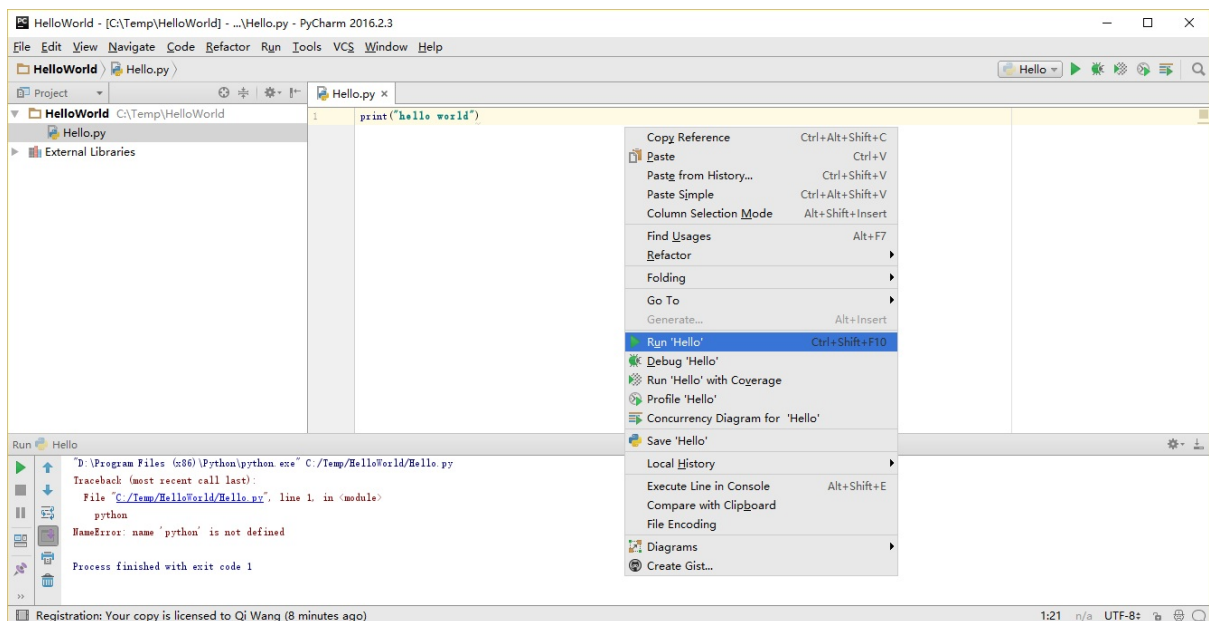 HelloWorld - [C:\Temp\HelloWorld] - ...\Hello.py - PyCharm 2016.2.3
File Edit View Navigate Code Refactor Run Tools VCS Window Help
HelloWorld Hello.py Hello
Project Hello.py ×
HelloWorld C:\Temp\HelloWorld
Hello.py
External Libraries
1 print("hello world")
Copy Reference Ctrl+Alt+Shift+C
Paste Ctrl+V
Paste from History... Ctrl+Shift+V
Paste Simple Ctrl+Alt+Shift+V
Column Selection Mode Alt+Shift+Insert
Find Usages Alt+F7
Refactor
Folding
Go To
Generate... Alt+Insert
Run 'Hello' Ctrl+Shift+F10
Debug 'Hello'
Run 'Hello' with Coverage
Profile 'Hello'
Concurrency Diagram for 'Hello'
Save 'Hello'
Local History
Execute Line in Console Alt+Shift+E
Compare with Clipboard
File Encoding
Diagrams
Create Gist...
Run Hello
"D:\Program Files (x86)\Python\python.exe" C:/Temp/HelloWorld/Hello.py
Traceback (most recent call last):
File "C:/Temp/HelloWorld/Hello.py", line 1, in <module>
python
NameError: name 'python' is not defined
Process finished with exit code 1
Registration: Your copy is licensed to Qi Wang (8 minutes ago) 1:21 n/a UTF-8